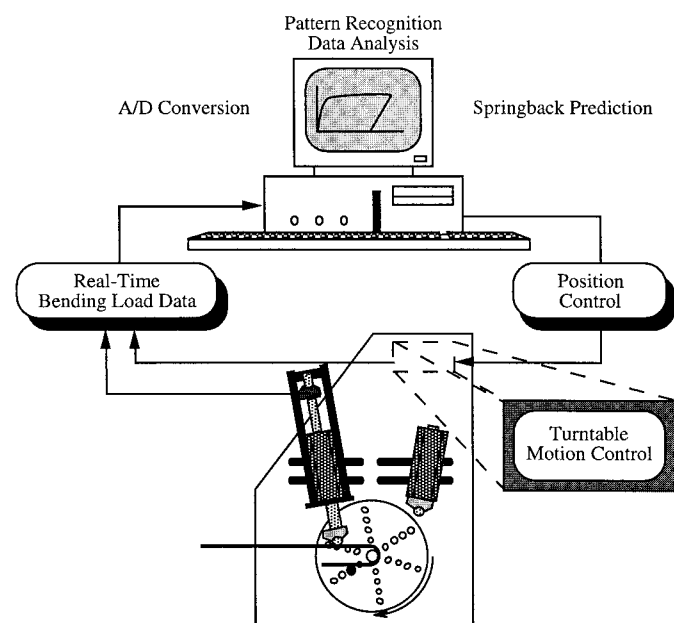 Pattern Recognition
Data Analysis
A/D Conversion
Springback Prediction
Real-Time
Bending Load Data
Position
Control
Turntable
Motion Control